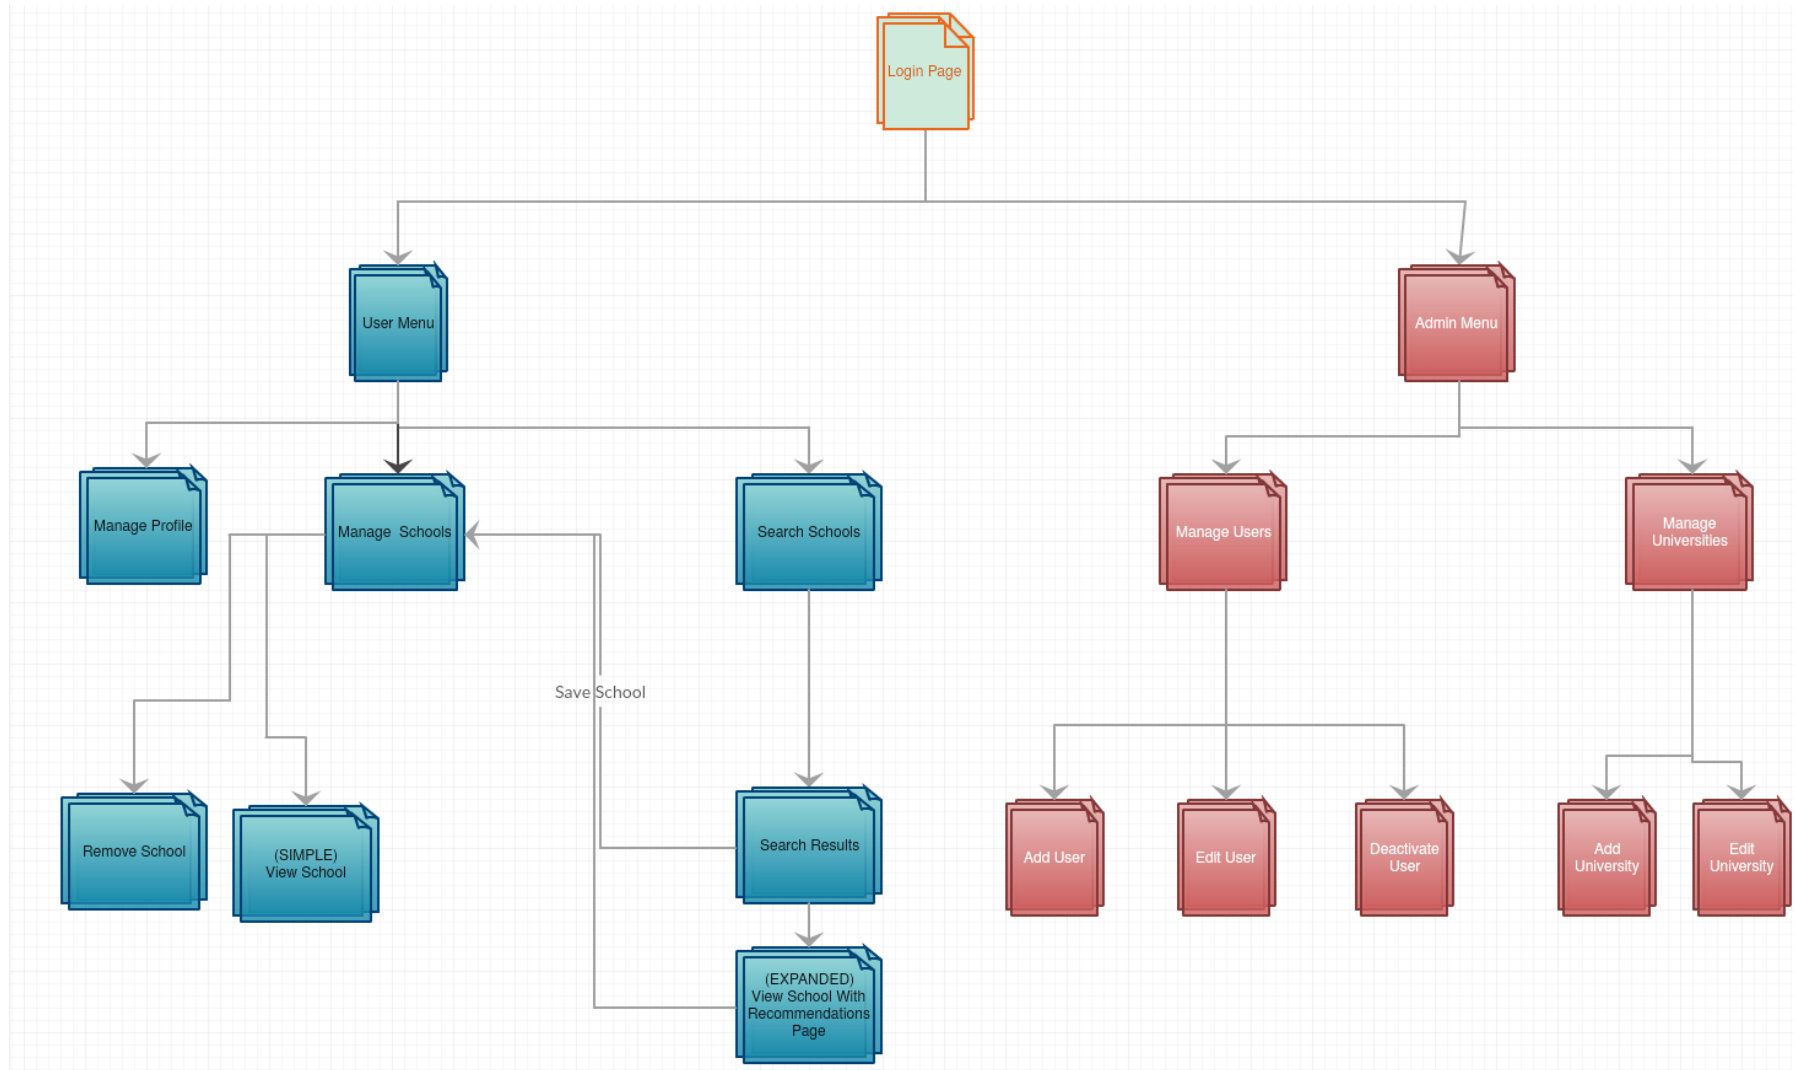 Login Page
User Menu
Admin Menu
Manage Profile
Manage  Schools
Search Schools
Manage Users
Manage
Universities
Save School
Remove School
(SIMPLE)
View School
Search Results
Add User
Edit User
Deactivate
User
Add
University
Edit
University
(EXPANDED)
View School With
Recommendations
Page